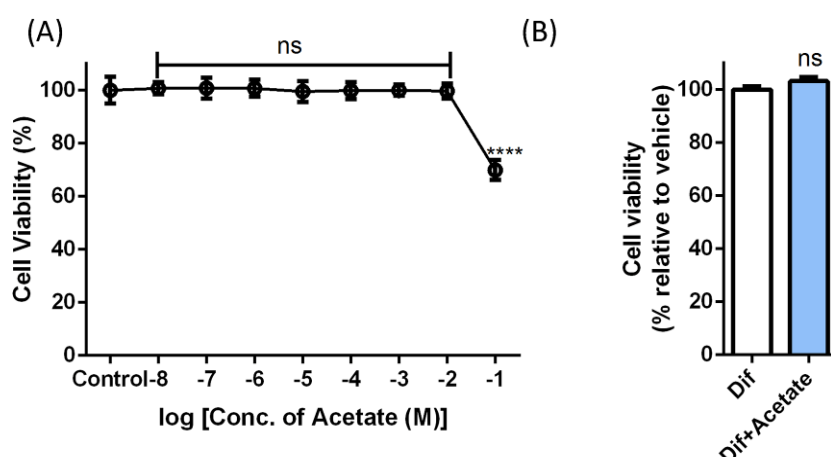 (A)
ns
Cell Viability (%)
100
80
60
40
20
0
****
Control -8 -7 -6 -5 -4 -3 -2 -1
log [Conc. of Acetate (M)]
(B)
ns
Cell viability
(% relative to vehicle)
100
80
60
40
20
0
Dif
Dif+Acetate